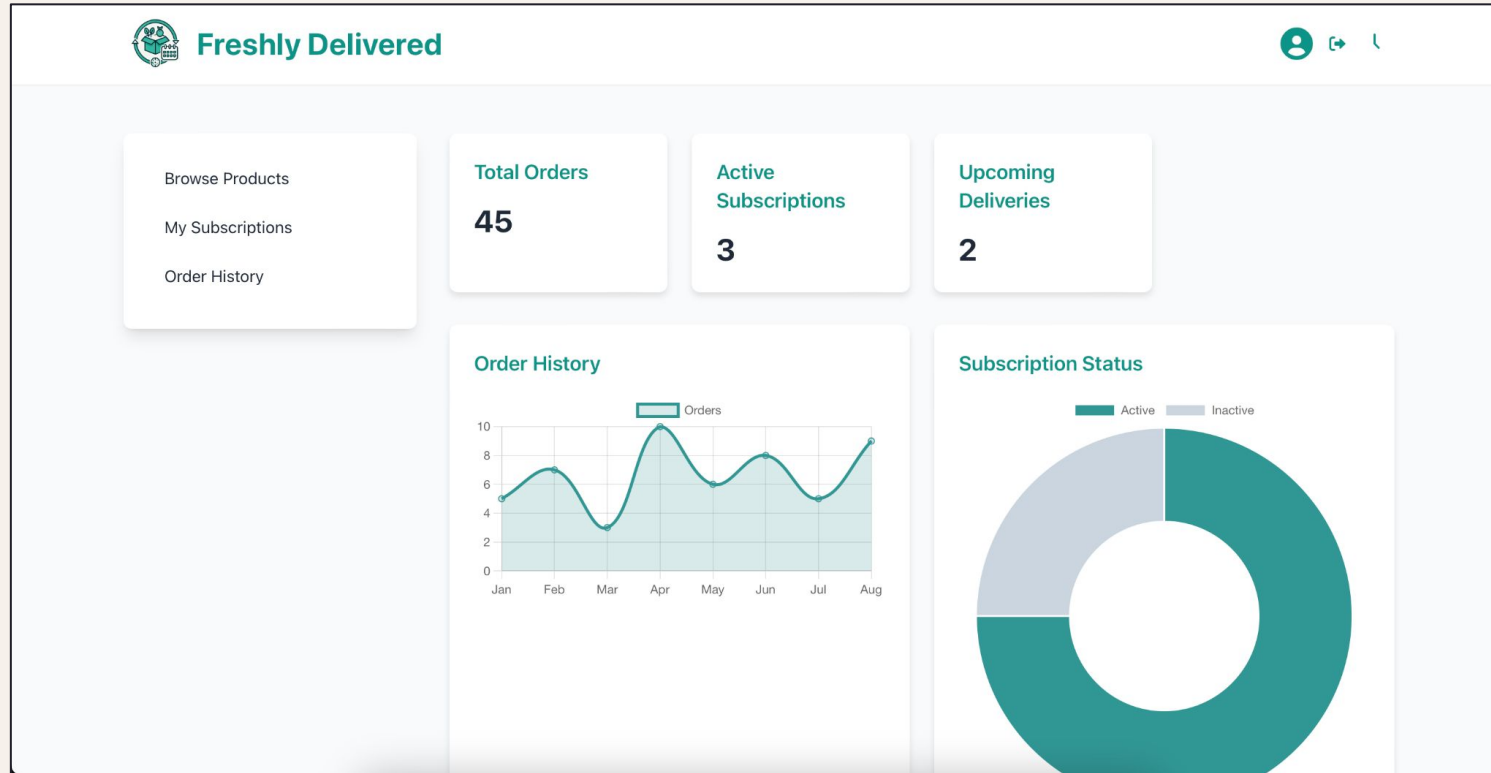 Freshly Delivered
Browse Products
My Subscriptions
Order History
Total Orders
45
Active
Subscriptions
3
Upcoming
Deliveries
2
Order History
Orders
10
8
6
4
2
0
Jan Feb Mar Apr May Jun Jul Aug
Subscription Status
Active Inactive